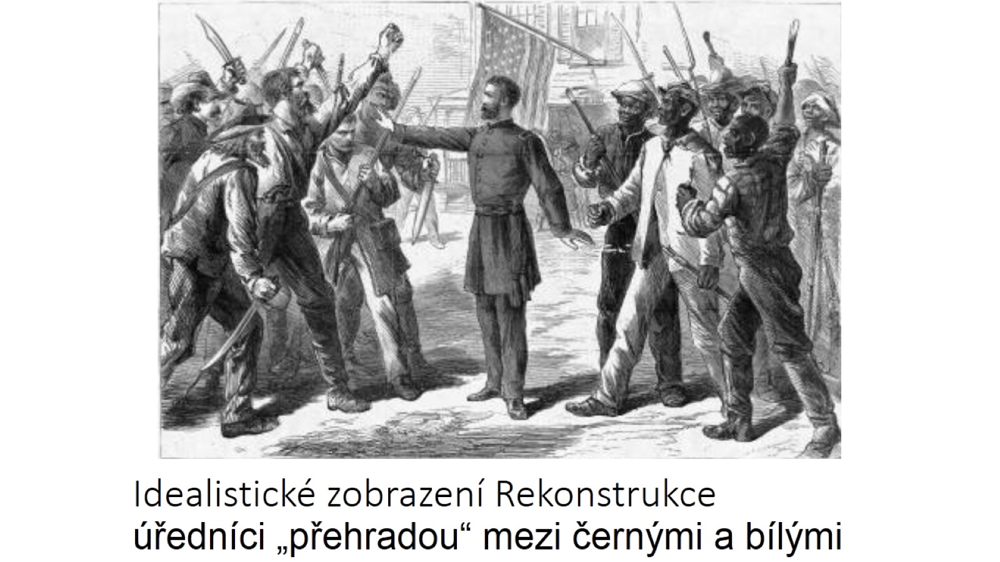 Idealistické zobrazení Rekonstrukce
úředníci „přehradou“ mezi černými a bílými